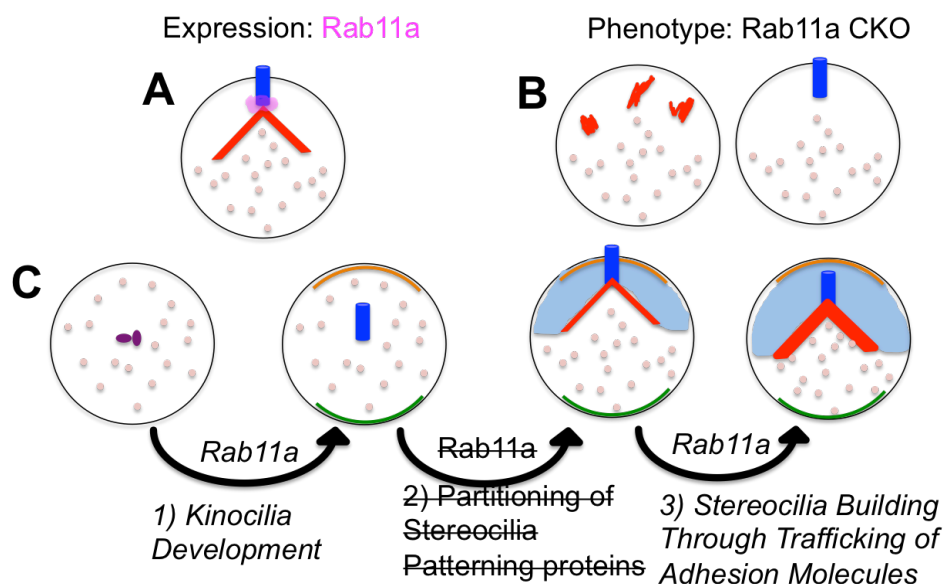 Expression: Rab11a
Phenotype: Rab11a CKO
A
B
C
Rab11a
1) Kinocilia
Development
Rab11a
2) Partitioning of
Stereocilia
Patterning proteins
Rab11a
3) Stereocilia Building
Through Trafficking of
Adhesion Molecules